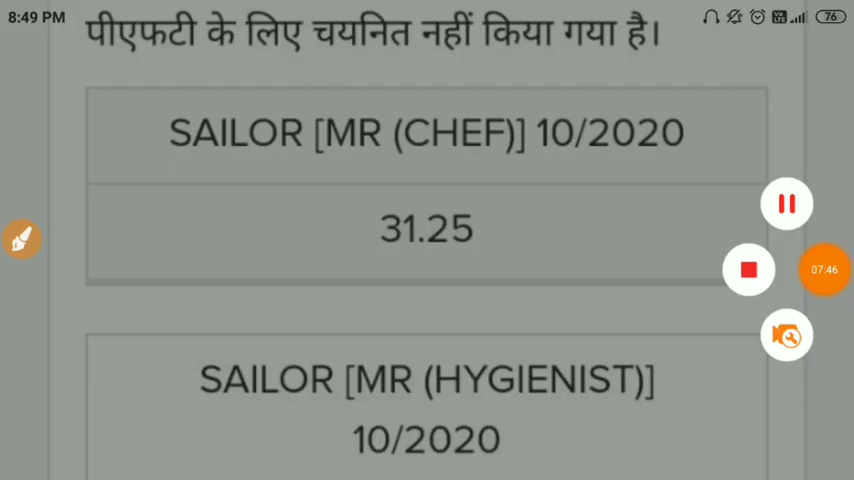 8:49 PM
76
पीएफटी के लिए चयनित नहीं किया गया है।
SAILOR [MR (CHEF)] 10/2020
31.25
07:46
SAILOR [MR (HYGIENIST)]
10/2020